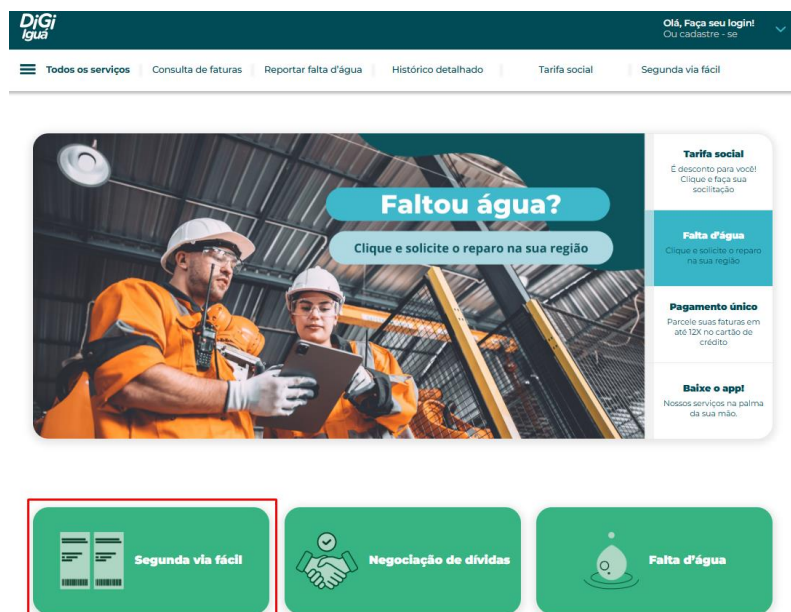 DiGi
Iguá
Olá, Faça seu login!
Ou cadastre - se
Todos os serviços
Consulta de faturas
Reportar falta d'água
Histórico detalhado
Tarifa social
Segunda via fácil
Faltou água?
Clique e solicite o reparo na sua região
Tarifa social
É desconto para você!
Clique e faça sua
socilitação
Falta d'água
Clique e solicite o reparo
na sua região
Pagamento único
Parcele suas faturas em
até 12X no cartão de
crédito
Baixe o app!
Nossos serviços na palma
da sua mão.
Segunda via fácil
Negociação de dívidas
Falta d'água